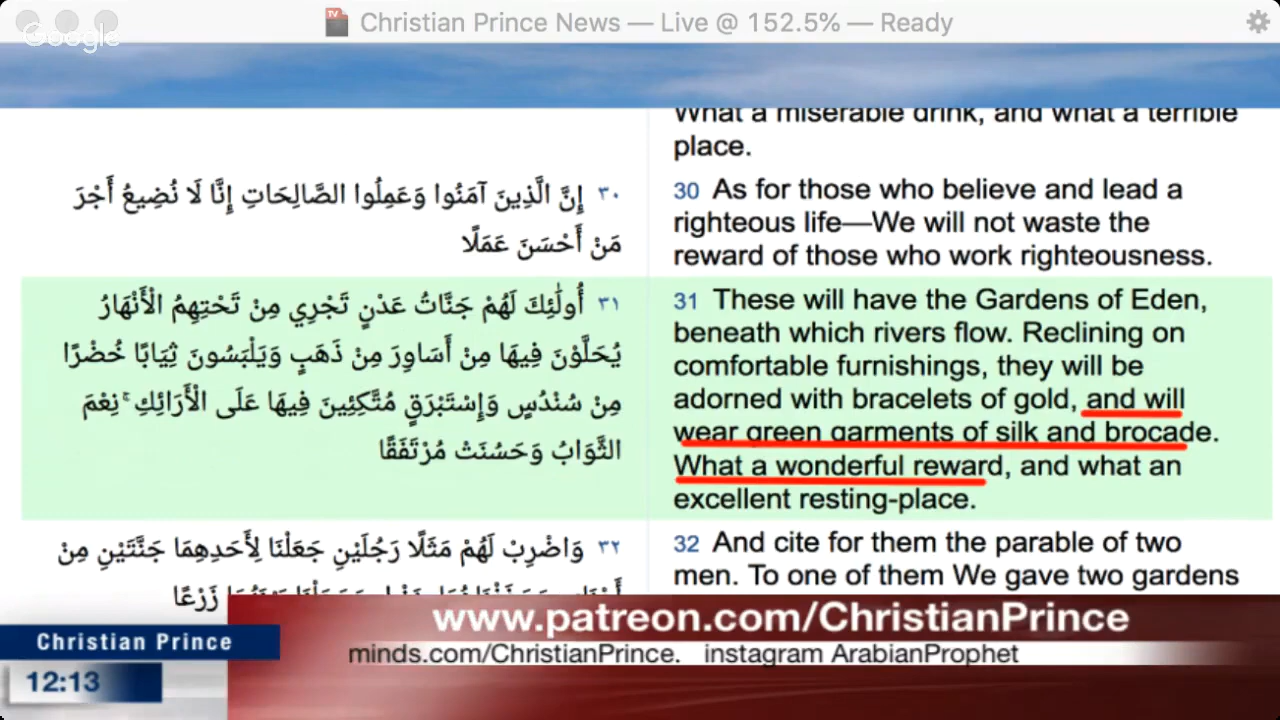 TV Christian Prince News — Live @ 152.5% — Ready
Google
What a miserable drink, and what a terrible
place.
٣٠ إِنَّ الَّذِينَ آمَنُوا وَعَمِلُوا الصَّالِحَاتِ إِنَّا لَا نُضِيعُ أَجْرَ
مَنْ أَحْسَنَ عَمَلًا
30 As for those who believe and lead a
righteous life—We will not waste the
reward of those who work righteousness.
٣١ أُولَٰئِكَ لَهُمْ جَنَّاتُ عَدْنٍ تَجْرِي مِنْ تَحْتِهِمُ الْأَنْهَارُ
يُحَلَّوْنَ فِيهَا مِنْ أَسَاوِرَ مِنْ ذَهَبٍ وَيَلْبَسُونَ ثِيَابًا خُضْرًا
مِنْ سُنْدُسٍ وَإِسْتَبْرَقٍ مُتَّكِئِينَ فِيهَا عَلَى الْأَرَائِكِ ۚ نِعْمَ
الثَّوَابُ وَحَسُنَتْ مُرْتَفَقًا
31 These will have the Gardens of Eden,
beneath which rivers flow. Reclining on
comfortable furnishings, they will be
adorned with bracelets of gold, and will
wear green garments of silk and brocade.
What a wonderful reward, and what an
excellent resting-place.
٣٢ وَاضْرِبْ لَهُمْ مَثَلًا رَجُلَيْنِ جَعَلْنَا لِأَحَدِهِمَا جَنَّتَيْنِ مِنْ
زَرْعًا
32 And cite for them the parable of two
men. To one of them We gave two gardens
www.patreon.com/ChristianPrince
Christian Prince
minds.com/ChristianPrince. instagram ArabianProphet
12:13